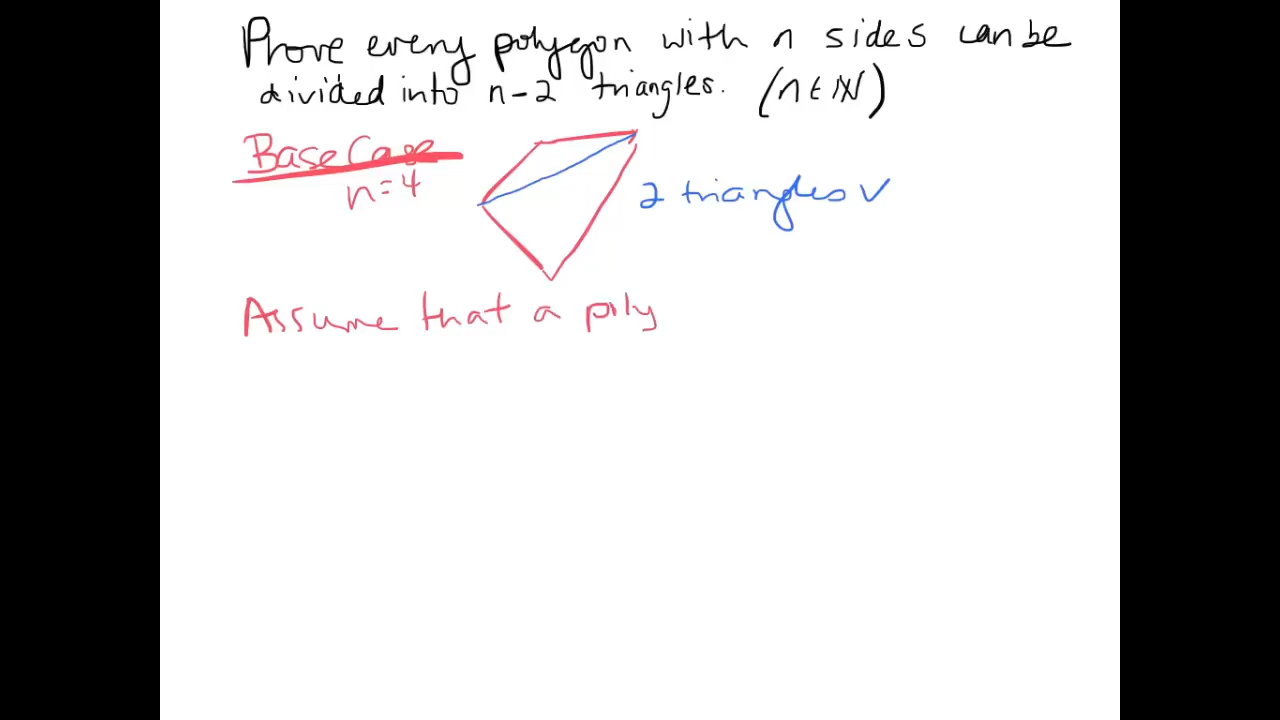 Prove every polygon with n sides can be
divided into n-2 triangles. (n ∈ ℕ)
Base Case
n=4
2 triangles ✓
Assume that a poly